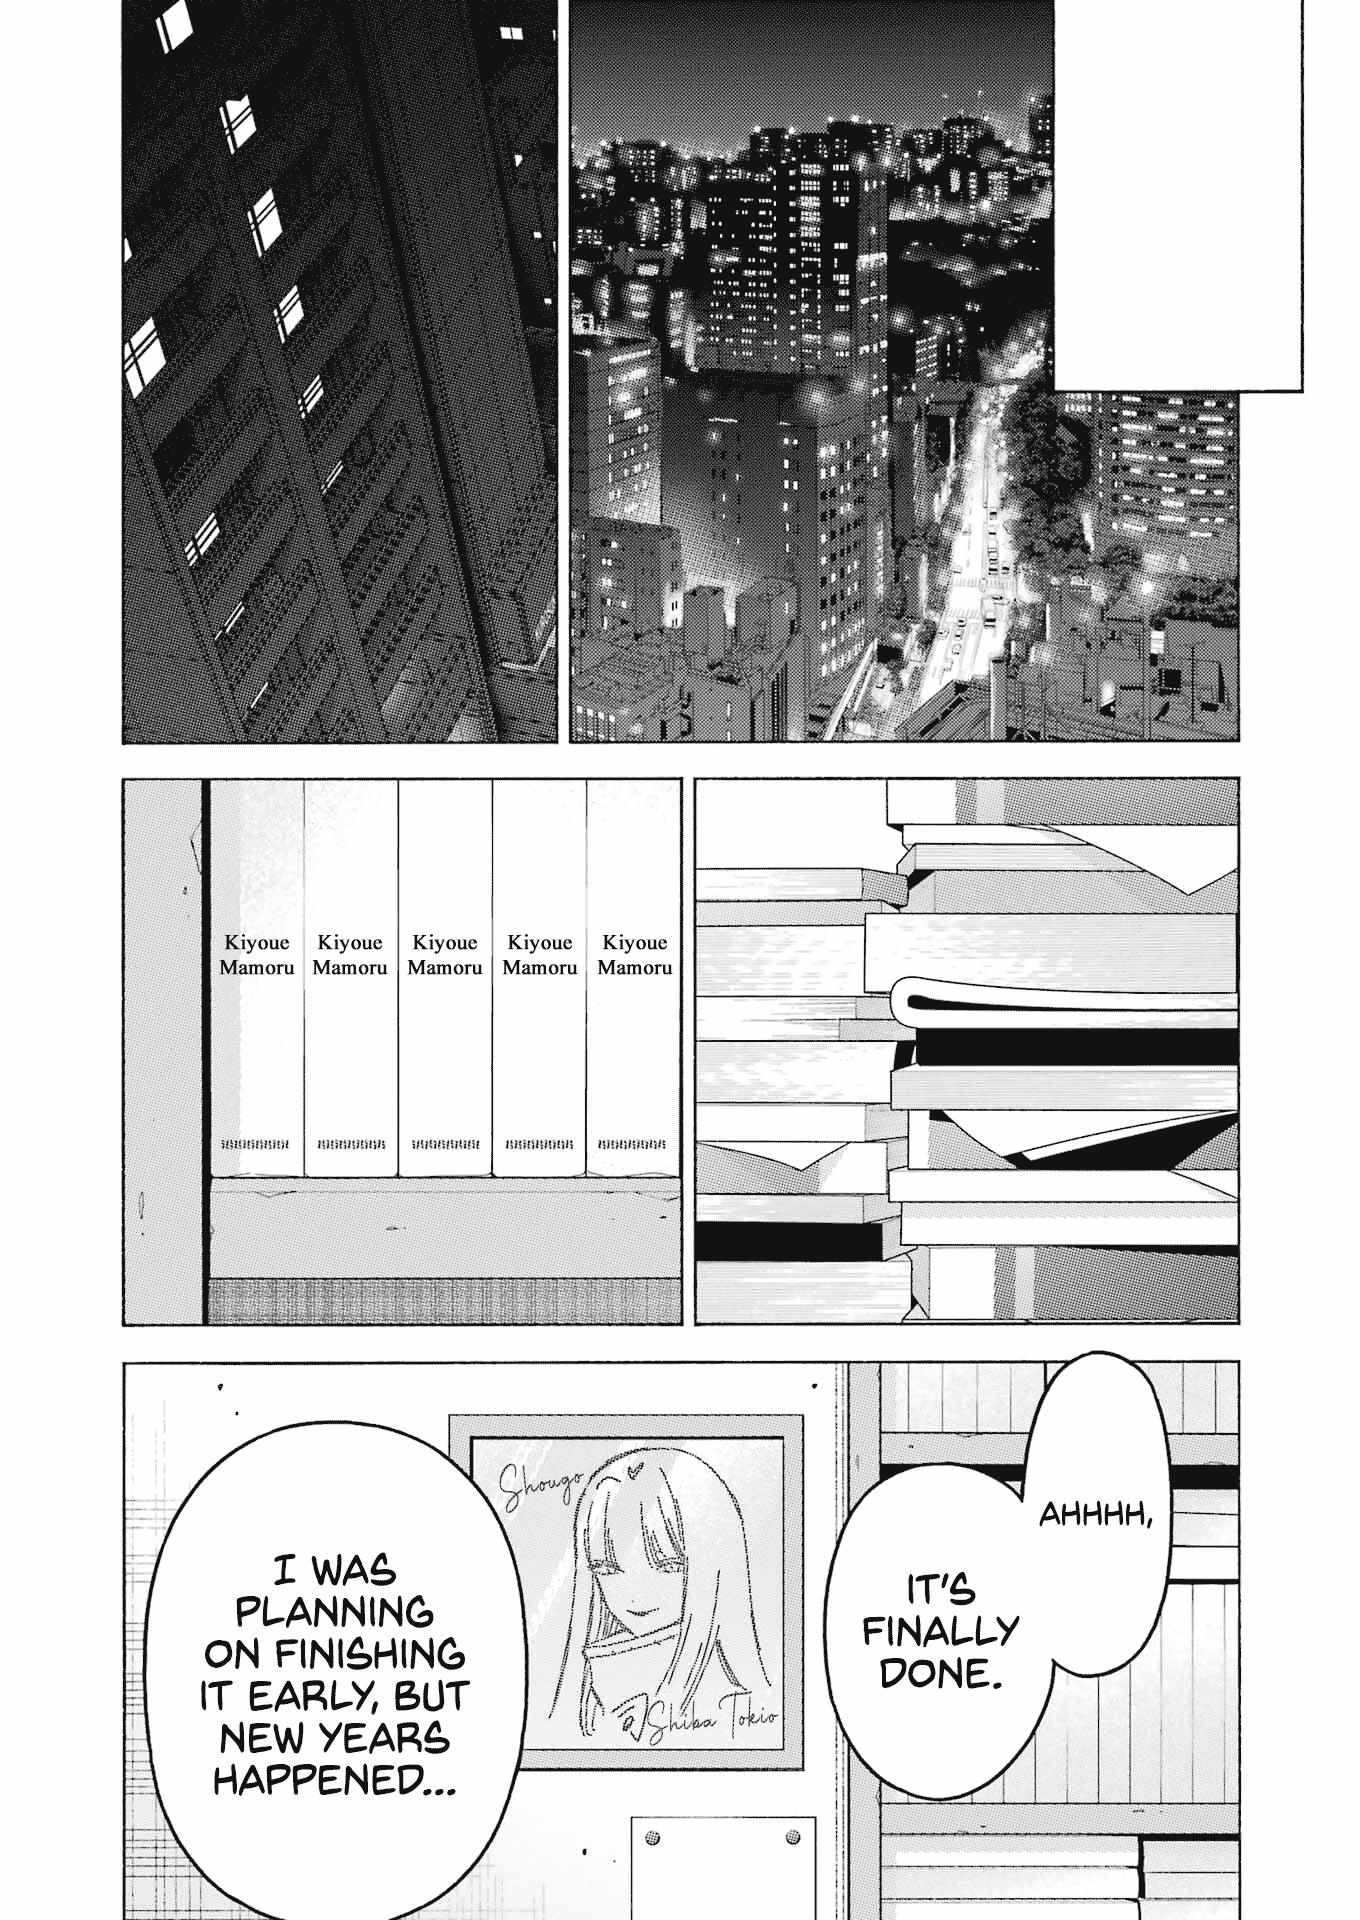 Kiyoue
Mamoru
Kiyoue
Mamoru
Kiyoue
Mamoru
Kiyoue
Mamoru
Kiyoue
Mamoru
AHHHH,
IT'S
FINALLY
DONE.
Shougo
司 Shiba Tokio
I WAS
PLANNING
ON FINISHING
IT EARLY, BUT
NEW YEARS
HAPPENED...